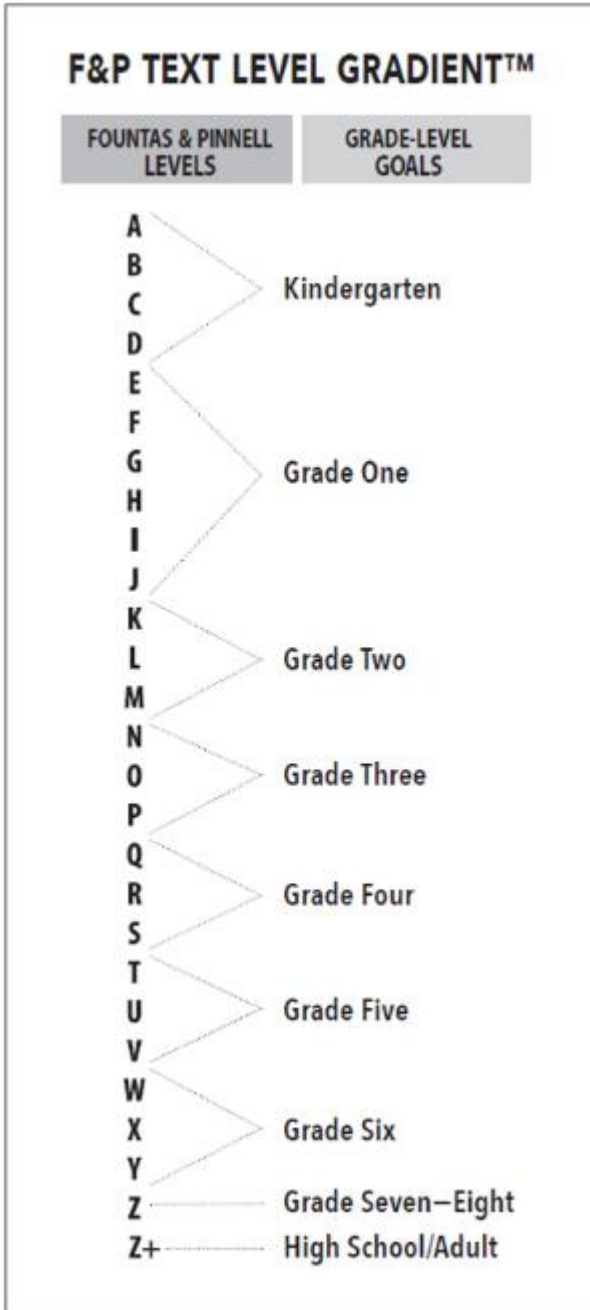 F&P TEXT LEVEL GRADIENT™
FOUNTAS & PINNELL
LEVELS
GRADE-LEVEL
GOALS
A
B
C
D
Kindergarten
E
F
G
H
I
J
Grade One
K
L
M
Grade Two
N
O
P
Grade Three
Q
R
S
Grade Four
T
U
V
Grade Five
W
X
Y
Grade Six
Z
Grade Seven–Eight
Z+
High School/Adult